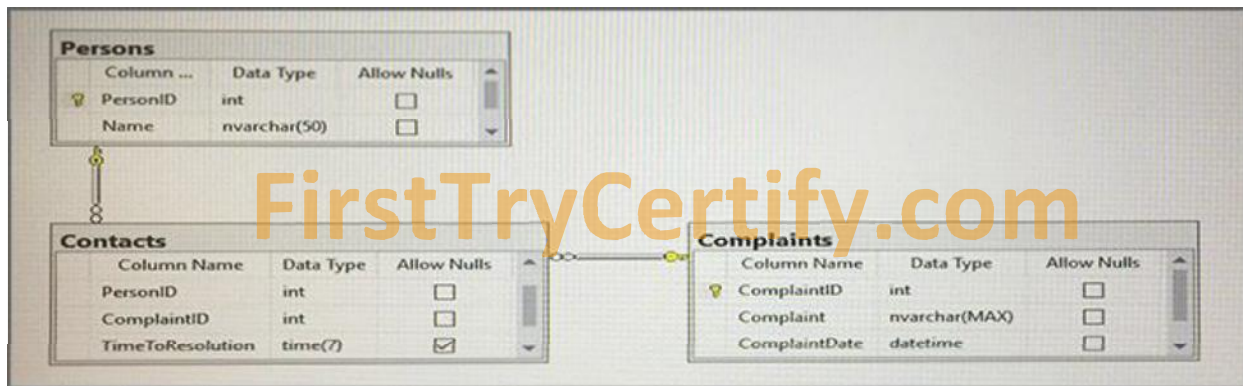 Persons
Column ... Data Type Allow Nulls
PersonID int
Name nvarchar(50)
FirstTryCertify.com
Contacts
Column Name Data Type Allow Nulls
PersonID int
ComplaintID int
TimeToResolution time(7)
Complaints
Column Name Data Type Allow Nulls
ComplaintID int
Complaint nvarchar(MAX)
ComplaintDate datetime